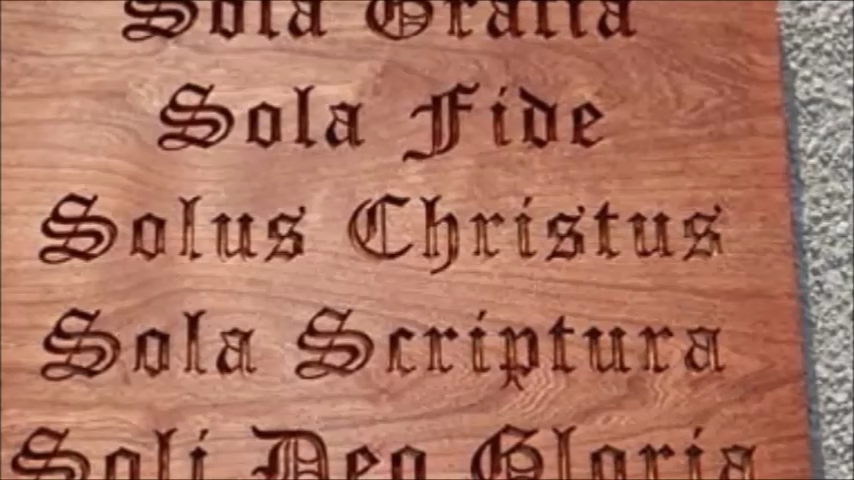 Sola Gratia
Sola Fide
Solus Christus
Sola Scriptura
Soli Deo Gloria